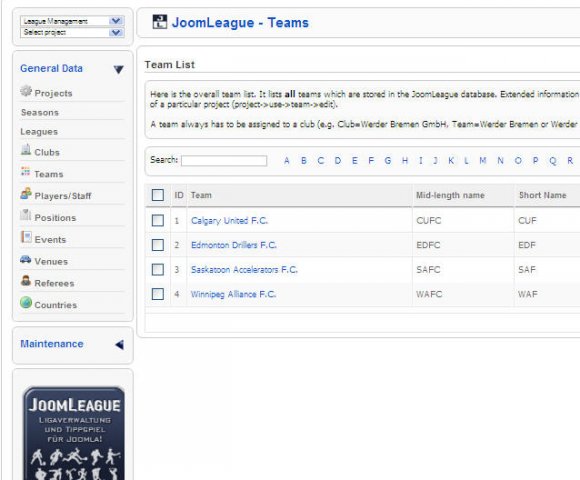 League Management
Select project
General Data
Projects
Seasons
Leagues
Clubs
Teams
Players/Staff
Positions
Events
Venues
Referees
Countries
Maintenance
JOOMLEAGUE
LIGAVERWALTUNG
UND TIPPSPIEL
FÜR JOOMLA!
JoomLeague - Teams
Team List
Here is the overall team list. It lists all teams which are stored in the JoomLeague database. Extended information
of a particular project (project->use->team->edit).
A team always has to be assigned to a club (e.g. Club=Werder Bremen GmbH, Team=Werder Bremen or Werder
Search: A B C D E F G H I J K L M N O P Q R
ID Team Mid-length name Short Name
1 Calgary United F.C. CUFC CUF
2 Edmonton Drillers F.C. EDFC EDF
3 Saskatoon Accelerators F.C. SAFC SAF
4 Winnipeg Alliance F.C. WAFC WAF